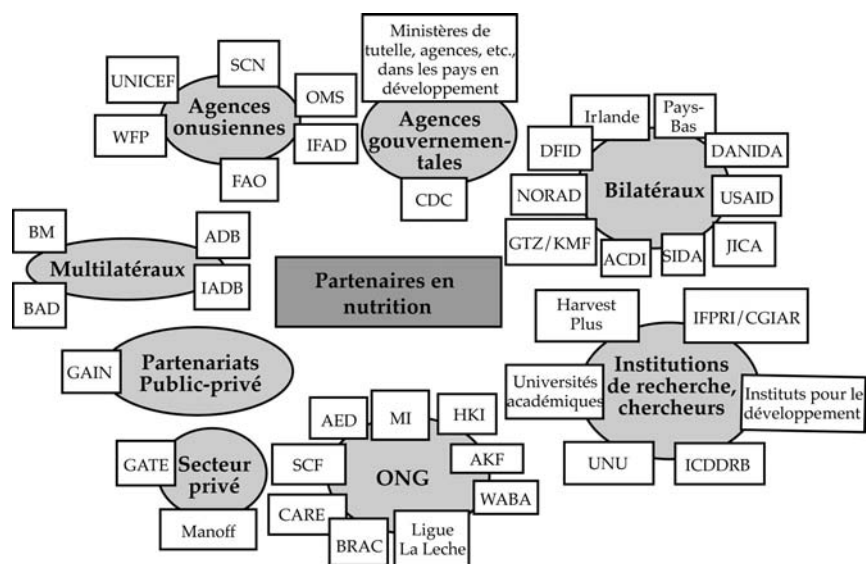 Ministères de
tutelle, agences, etc.,
dans les pays en
développement
SCN
UNICEF
OMS
Agences
onusiennes
WFP
IFAD
FAO
Agences
gouvernemen-
tales
CDC
Irlande
Pays-
Bas
DFID
DANIDA
Bilatéraux
NORAD
USAID
GTZ/KMF
ACDI
SIDA
JICA
BM
ADB
Multilatéraux
BAD
IADB
Partenaires en
nutrition
Harvest
Plus
IFPRI/CGIAR
Universités
académiques
Institutions
de recherche,
chercheurs
Instituts pour le
développement
UNU
ICDDRB
GAIN
Partenariats
Public-privé
GATE
Secteur
privé
Manoff
AED
MI
HKI
SCF
ONG
AKF
WABA
CARE
BRAC
Ligue
La Leche